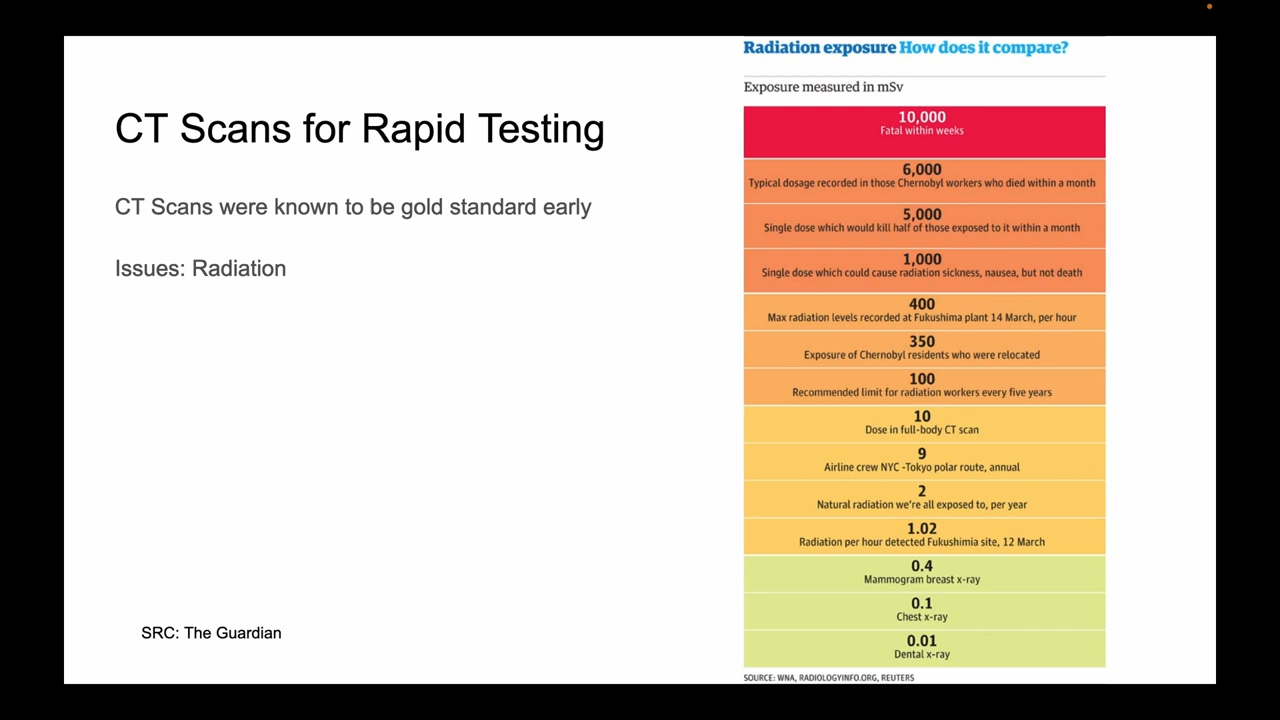 CT Scans for Rapid Testing
CT Scans were known to be gold standard early
Issues: Radiation
SRC: The Guardian
Radiation exposure How does it compare?
Exposure measured in mSv
10,000
Fatal within weeks
6,000
Typical dosage recorded in those Chernobyl workers who died within a month
5,000
Single dose which would kill half of those exposed to it within a month
1,000
Single dose which could cause radiation sickness, nausea, but not death
400
Max radiation levels recorded at Fukushima plant 14 March, per hour
350
Exposure of Chernobyl residents who were relocated
100
Recommended limit for radiation workers every five years
10
Dose in full-body CT scan
9
Airline crew NYC -Tokyo polar route, annual
2
Natural radiation we're all exposed to, per year
1.02
Radiation per hour detected Fukushimia site, 12 March
0.4
Mammogram breast x-ray
0.1
Chest x-ray
0.01
Dental x-ray
SOURCE: WNA, RADIOLOGYINFO.ORG, REUTERS